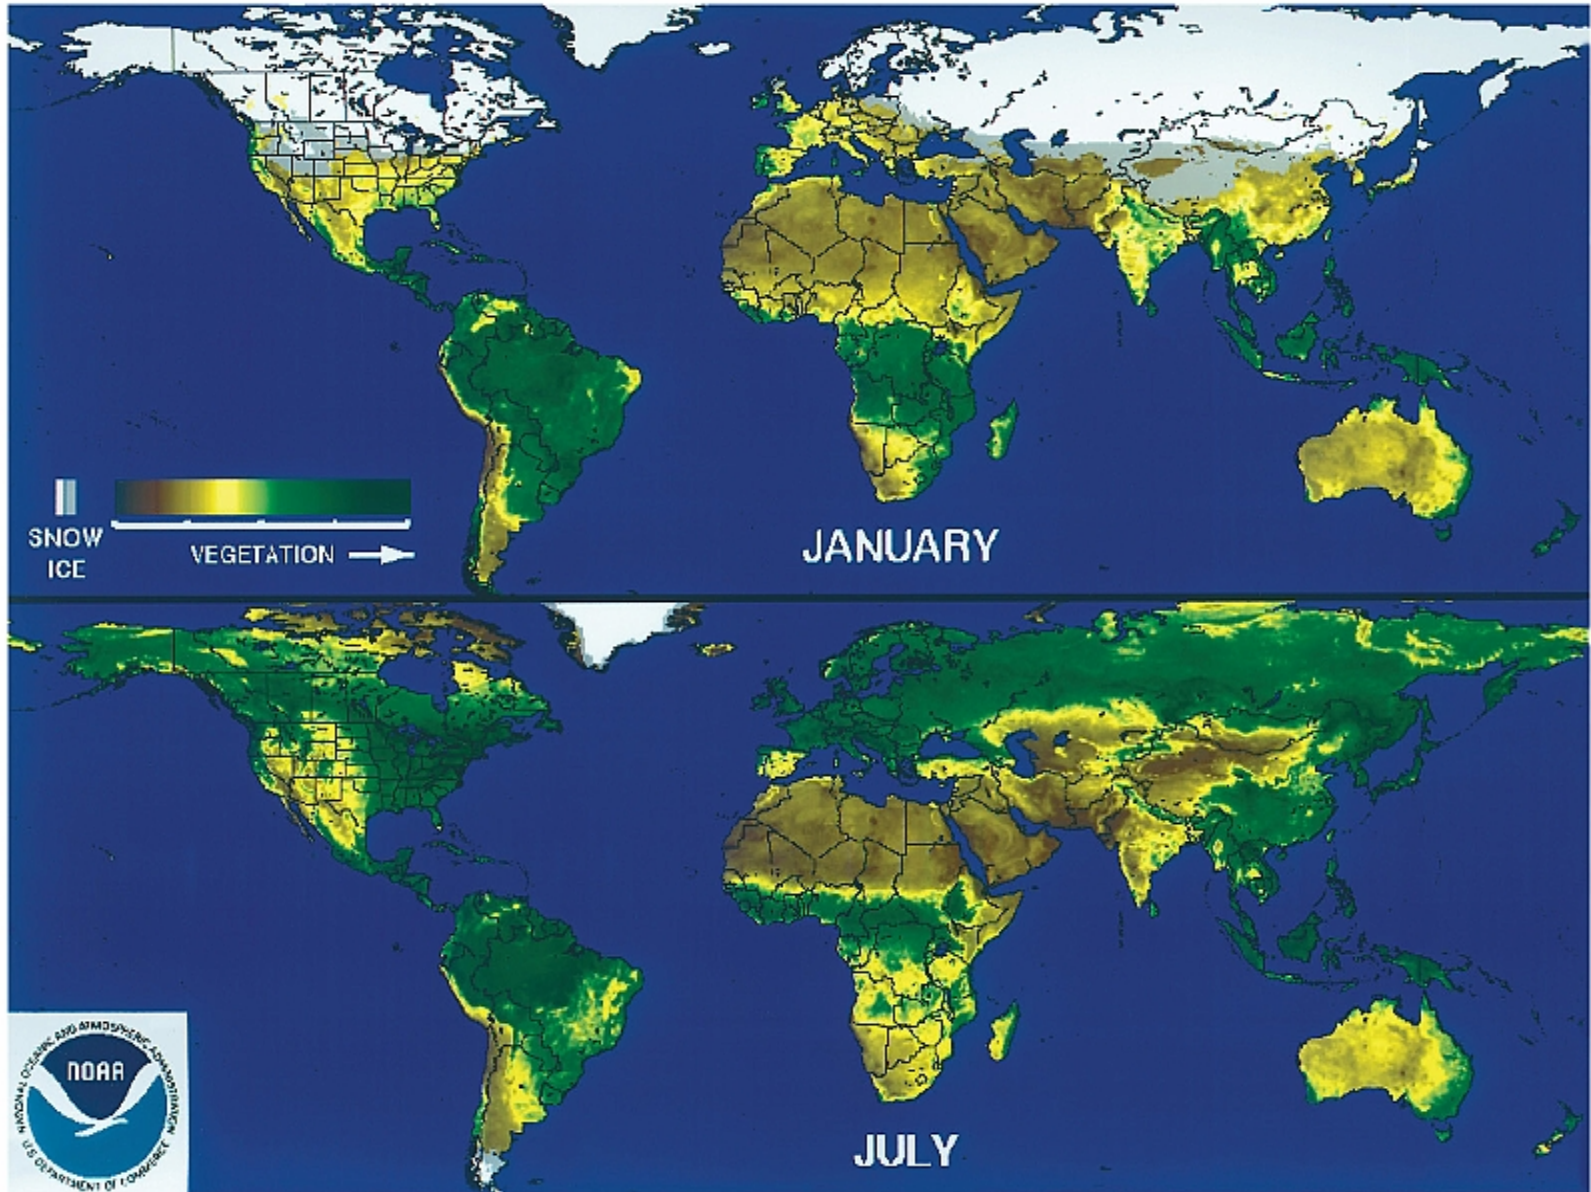 SNOW
ICE
VEGETATION
JANUARY
NATIONAL OCEANIC AND ATMOSPHERIC ADMINISTRATION
NOAA
U.S. DEPARTMENT OF COMMERCE
JULY